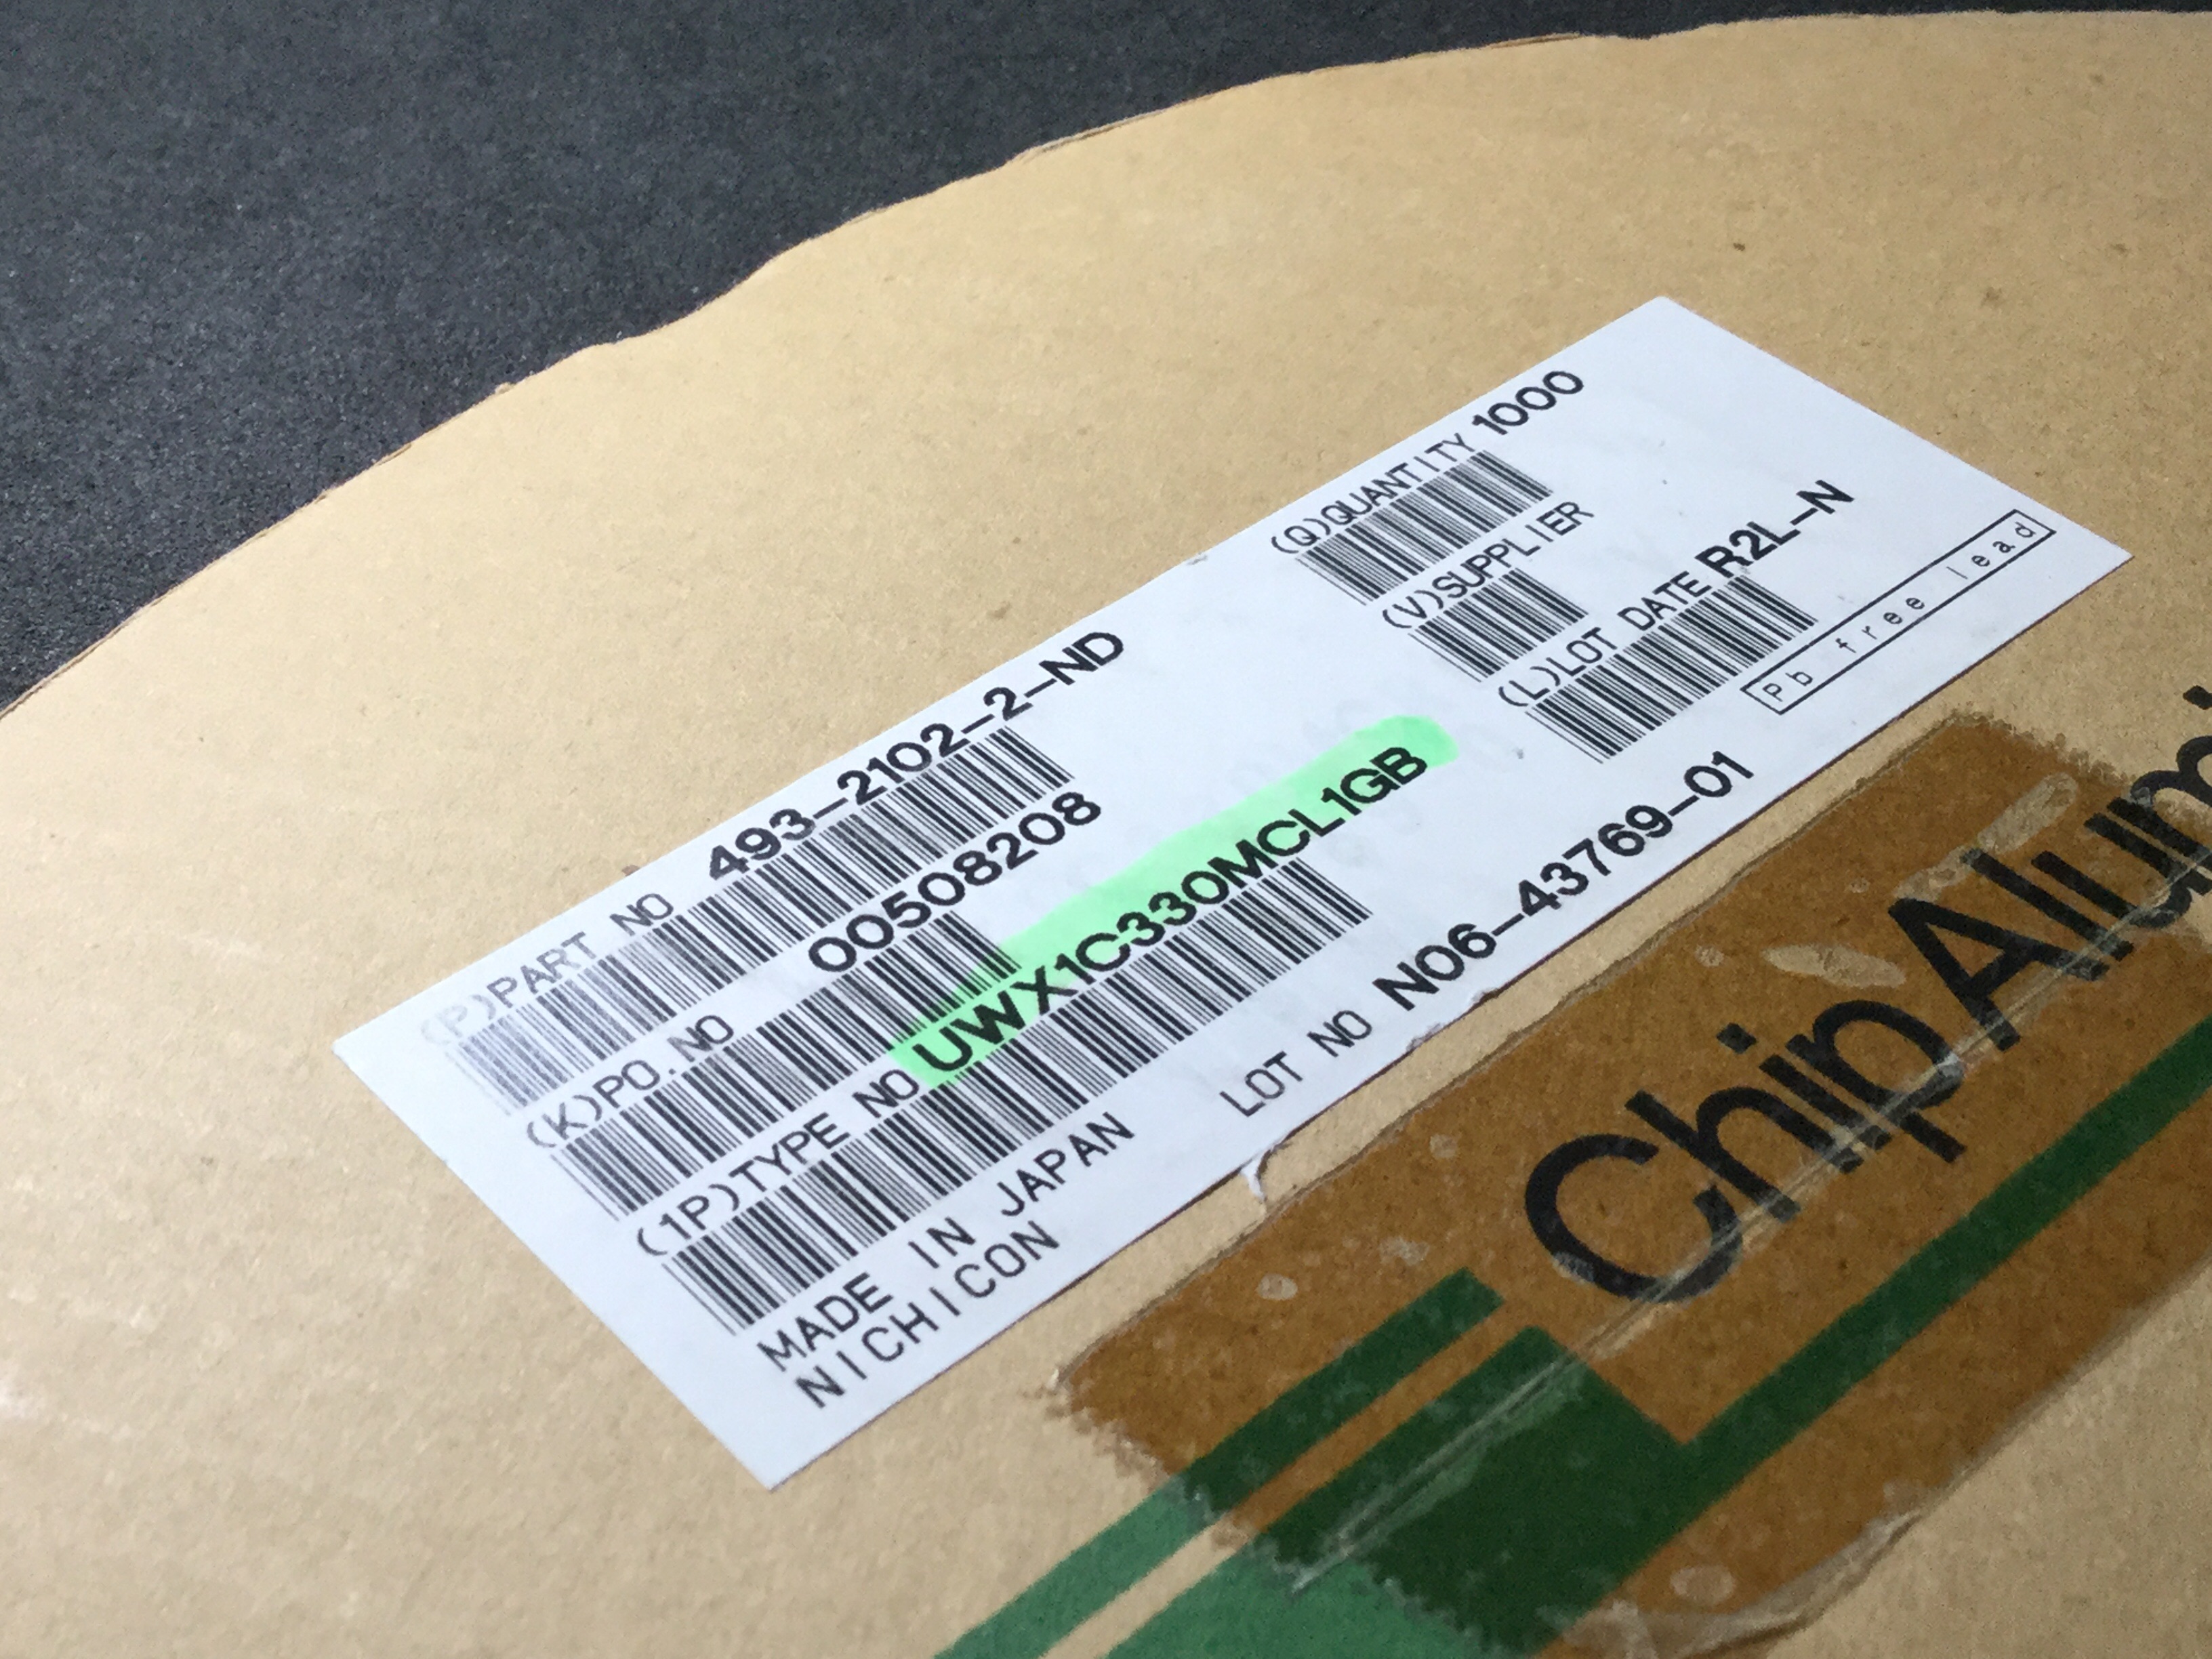 (P)PART NO 493-2102-2-ND
(Q)QUANTITY 1000
(K)PO.NO 00508208
(V)SUPPLIER
(1P)TYPE NO UWX1C330MCL1GB
(L)LOT DATE R2L-N
MADE IN JAPAN
LOT NO N06-43769-01
Pb free lead
NICHICON
Chip